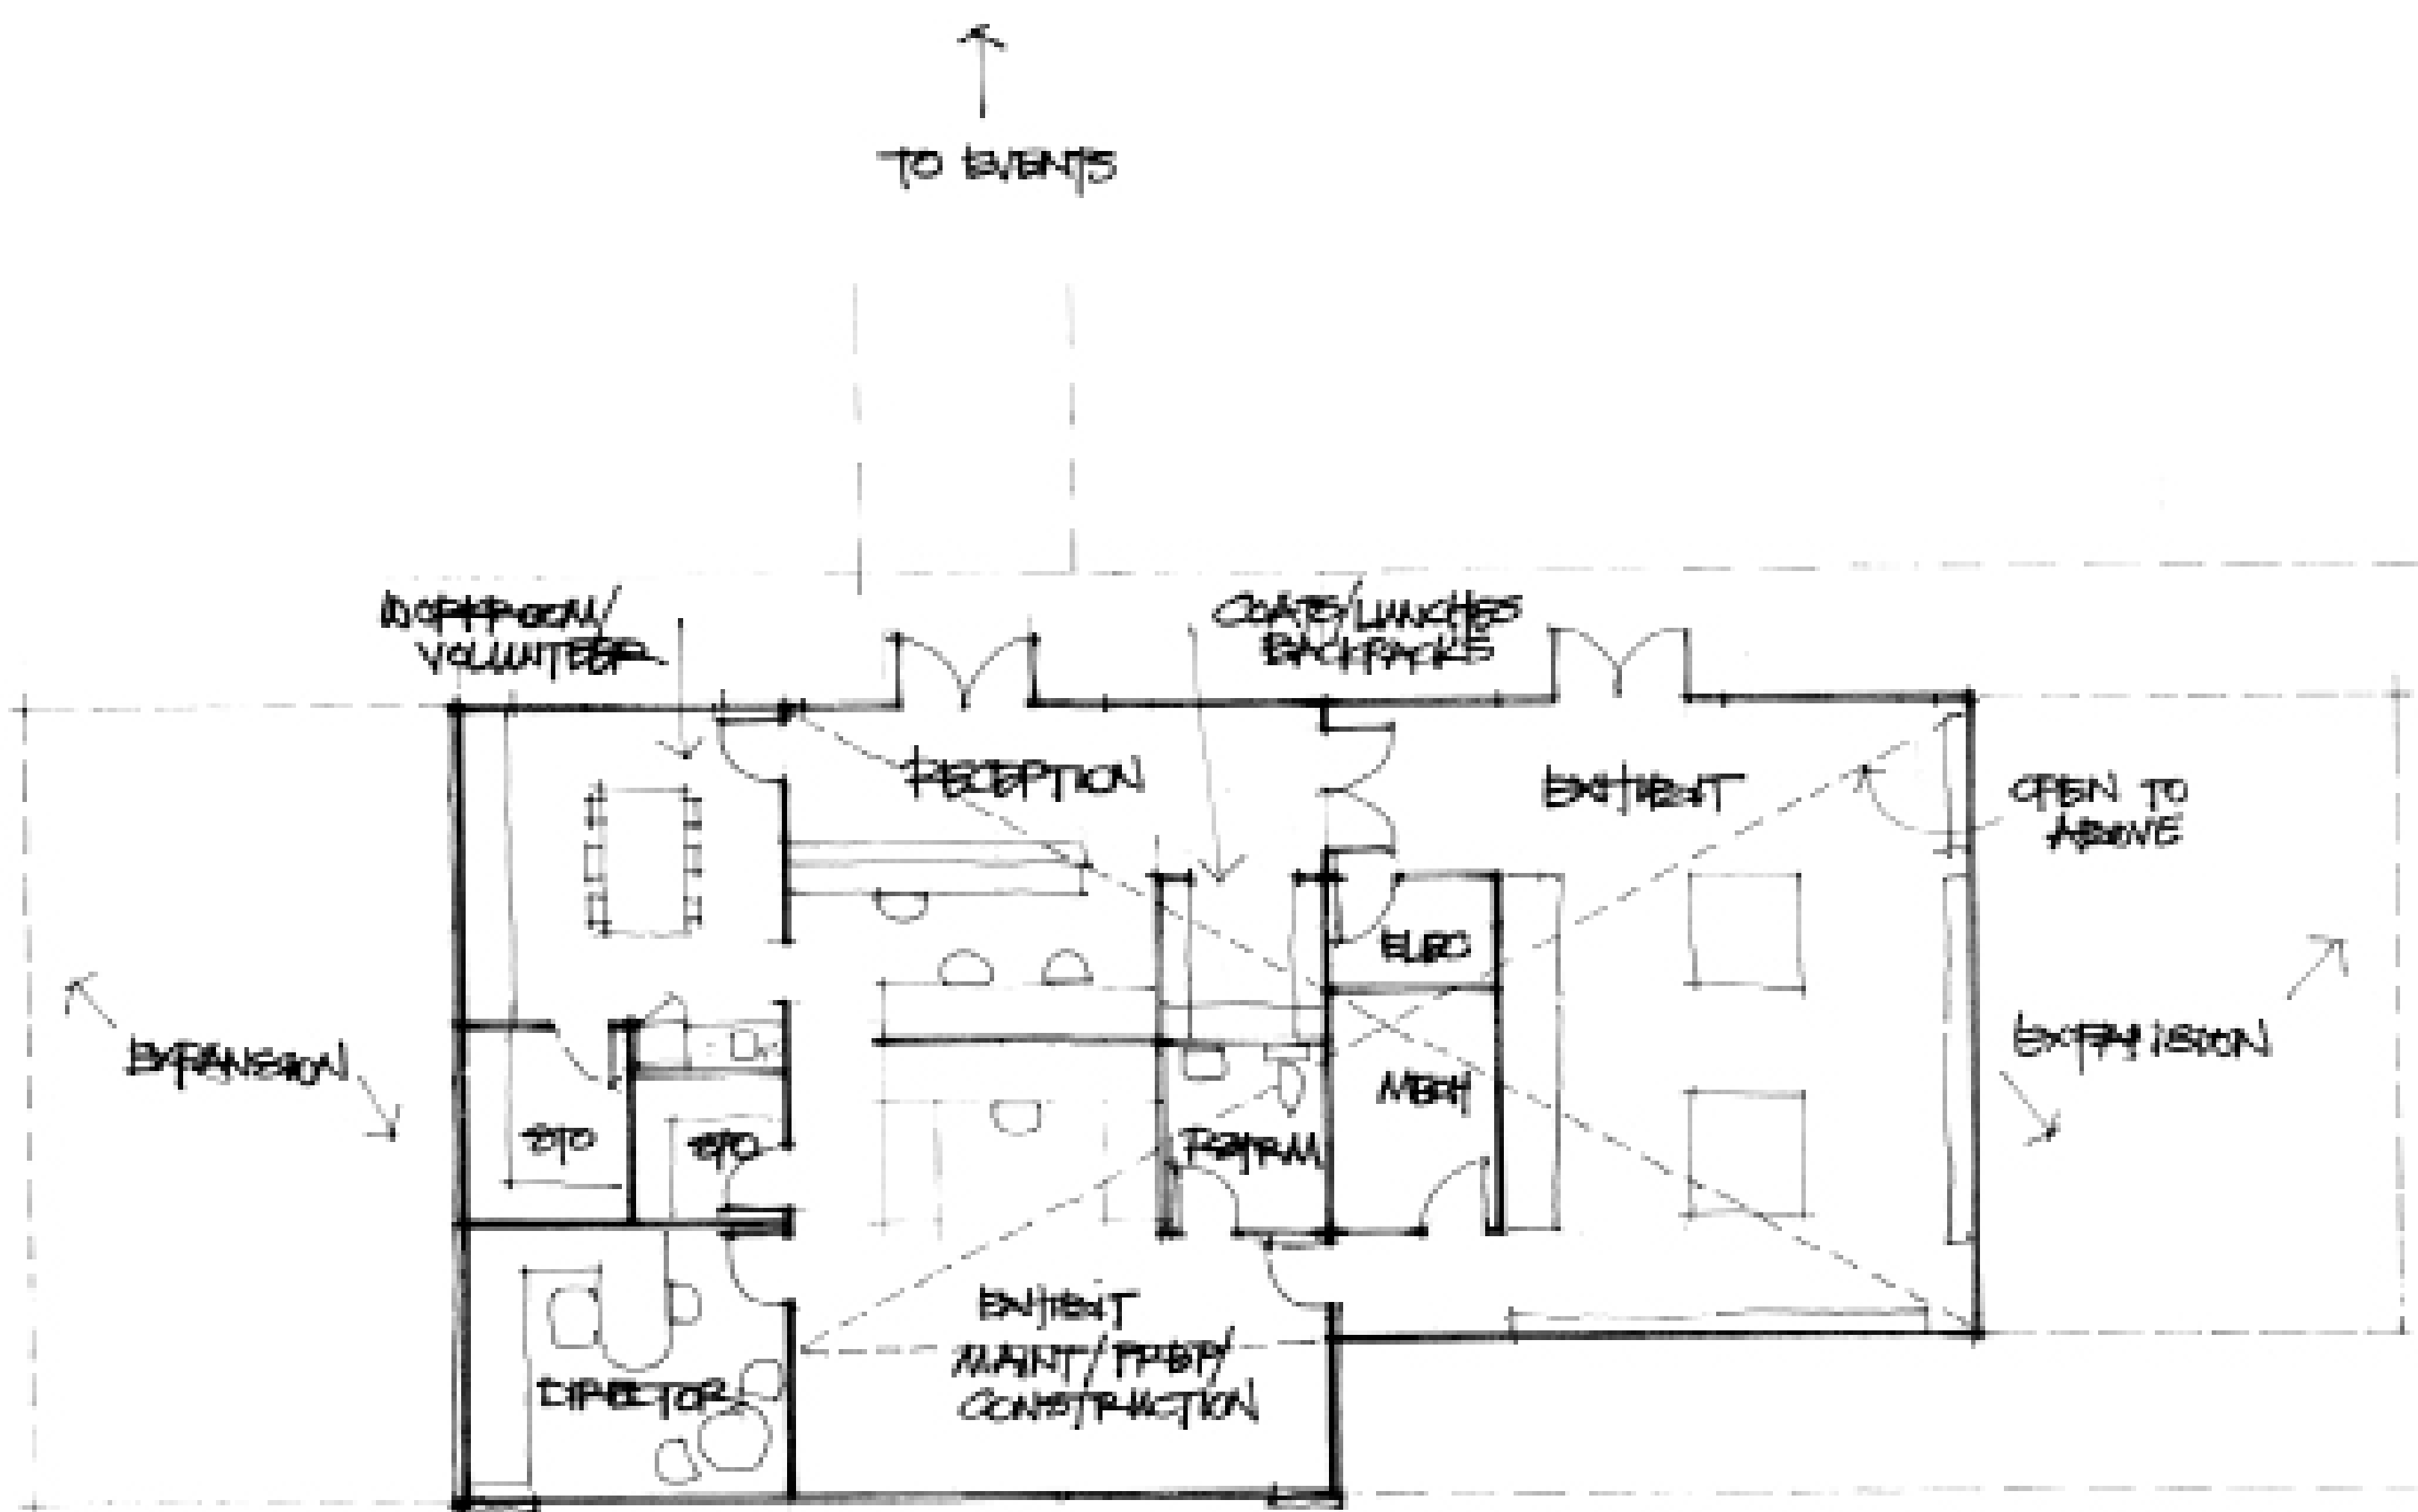 TO EVENTS
WORKROOM/
VOLUNTEER
COATS/LUNCHES
BACKPACKS
RECEPTION
EXHIBIT
OPEN TO
ABOVE
ELEC
EXPANSION
EXPANSION
MECH
STO
STO
RSTRM
EXHIBIT
MAINT/PREP/
CONSTRUCTION
DIRECTOR